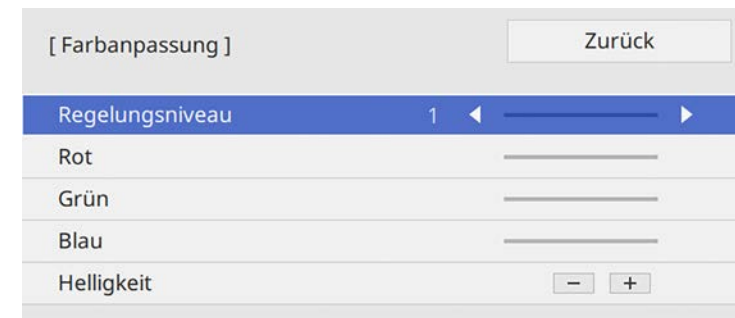 [ Farbanpassung ] Zurück
Regelungsniveau 1
Rot
Grün
Blau
Helligkeit − +